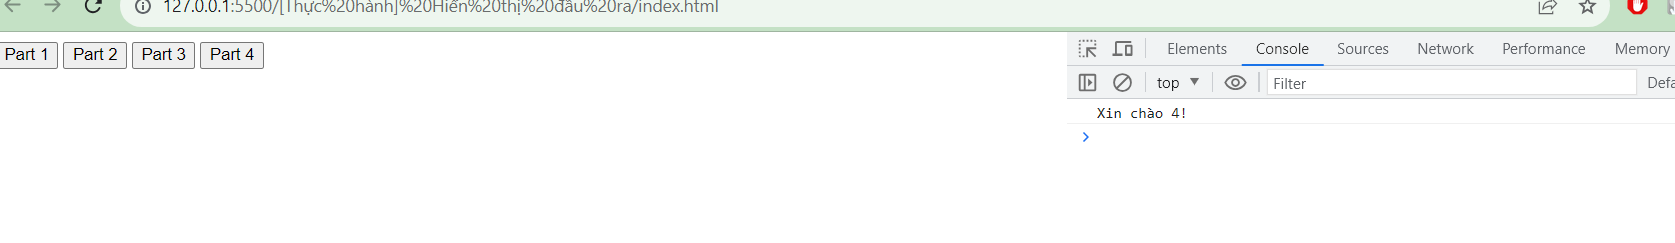 127.0.0.1:5500/[Thực%20hành]%20Hiển%20thị%20đầu%20ra/index.html
Part 1 Part 2 Part 3 Part 4
Elements Console Sources Network Performance Memory
top Filter Defa
Xin chào 4!